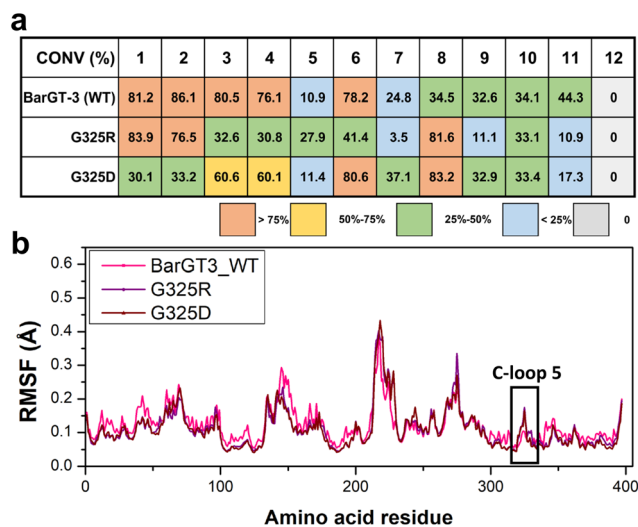 a
CONV (%) 1 2 3 4 5 6 7 8 9 10 11 12
BarGT-3 (WT) 81.2 86.1 80.5 76.1 10.9 78.2 24.8 34.5 32.6 34.1 44.3 0
G325R 83.9 76.5 32.6 30.8 27.9 41.4 3.5 81.6 11.1 33.1 10.9 0
G325D 30.1 33.2 60.6 60.1 11.4 80.6 37.1 83.2 32.9 33.4 17.3 0
> 75% 50%-75% 25%-50% < 25% 0
b
BarGT3_WT
G325R
G325D
C-loop 5
RMSF (Å)
0.6
0.5
0.4
0.3
0.2
0.1
0.0
0 50 100 150 200 250 300 350 400
Amino acid residue